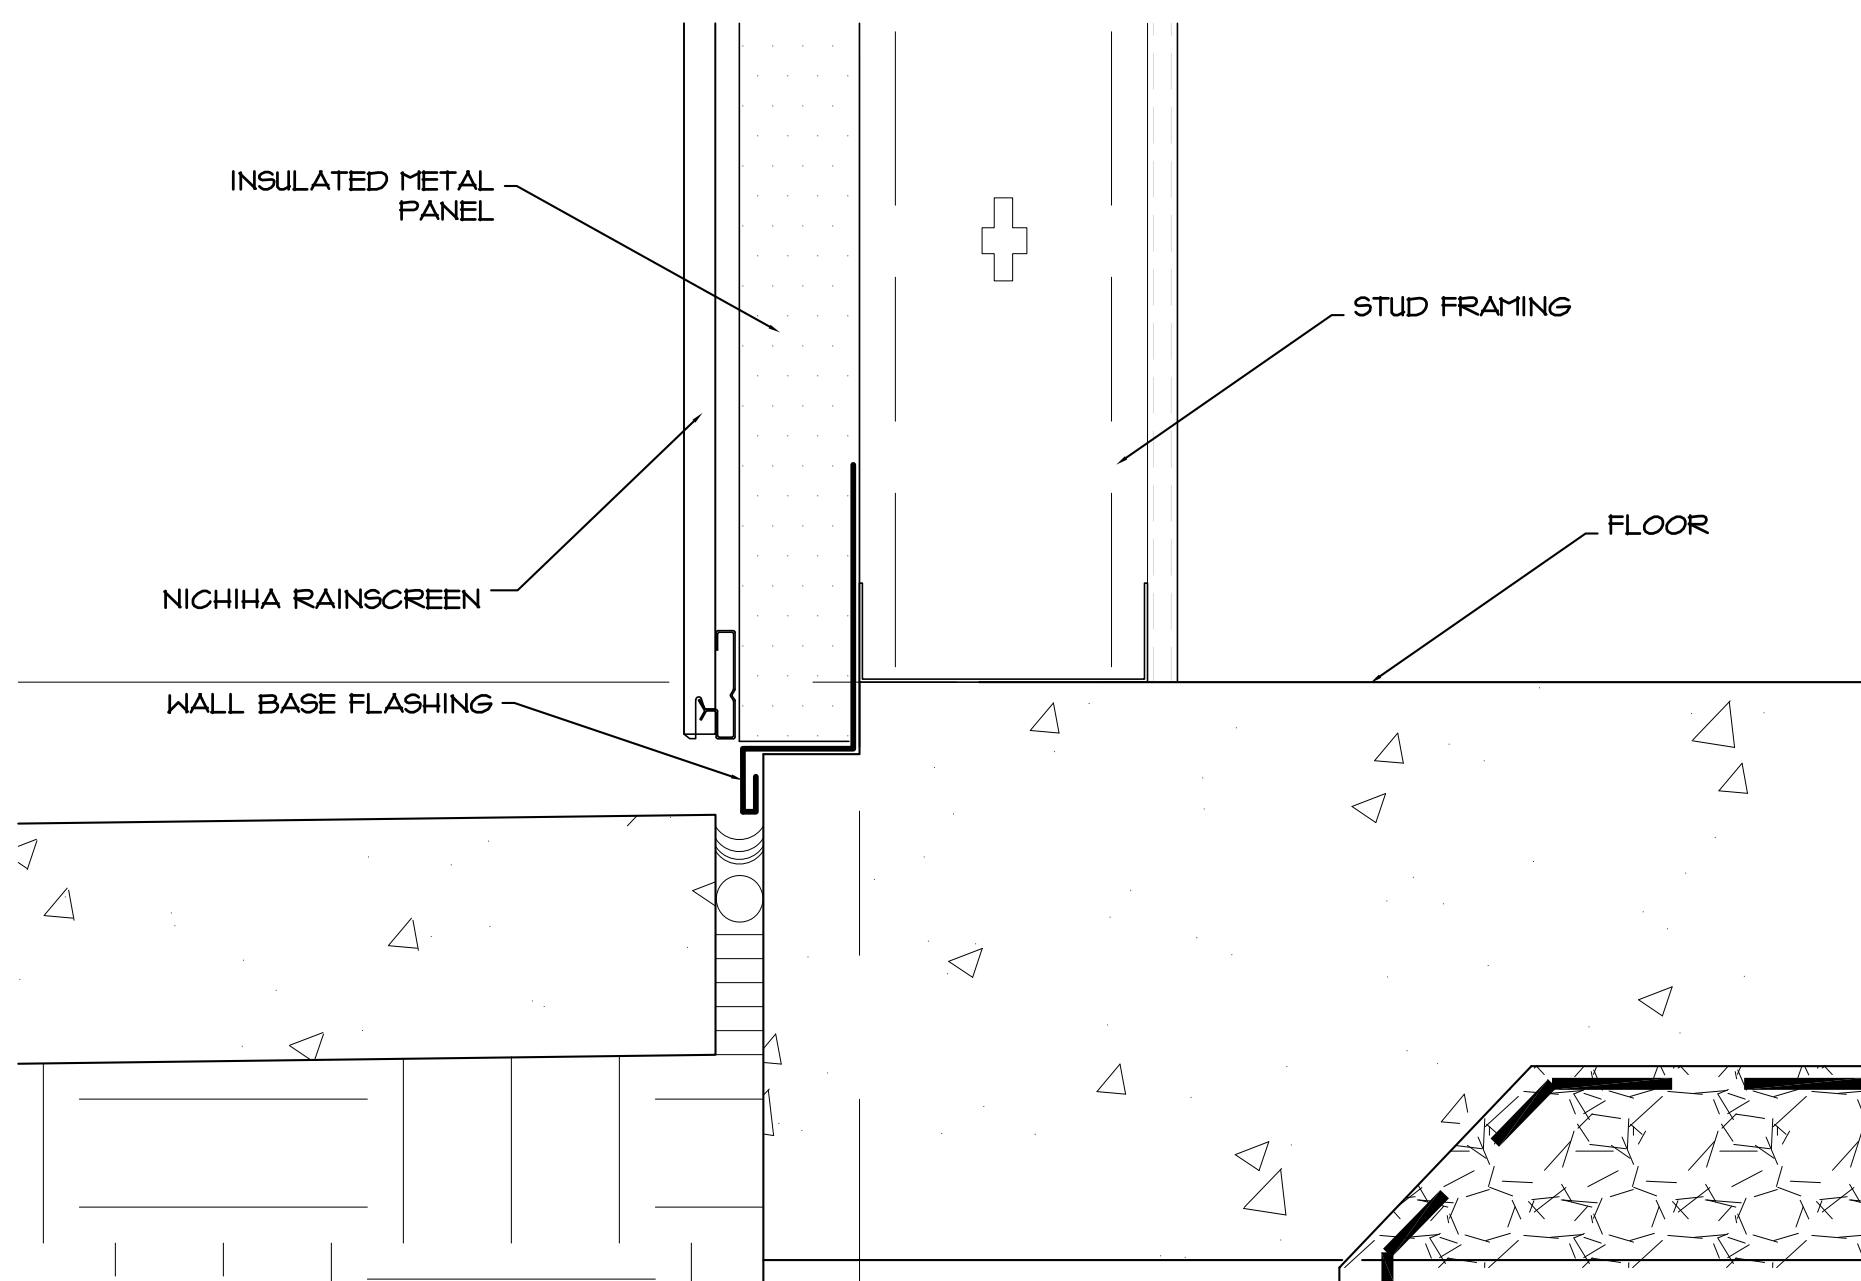 INSULATED METAL
PANEL
STUD FRAMING
FLOOR
NICHIHA RAINSCREEN
WALL BASE FLASHING